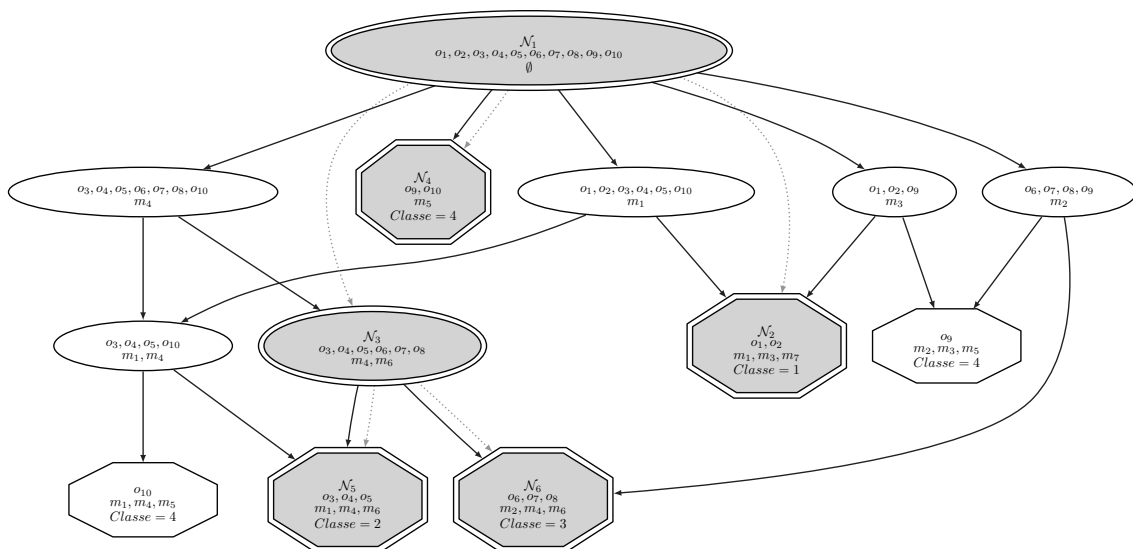 𝒩₁
o₁, o₂, o₃, o₄, o₅, o₆, o₇, o₈, o₉, o₁₀
∅
𝒩₄
o₉, o₁₀
m₅
Classe = 4
o₃, o₄, o₅, o₆, o₇, o₈, o₁₀
m₄
o₁, o₂, o₃, o₄, o₅, o₁₀
m₁
o₁, o₂, o₉
m₃
o₆, o₇, o₈, o₉
m₂
o₃, o₄, o₅, o₁₀
m₁, m₄
𝒩₃
o₃, o₄, o₅, o₆, o₇, o₈
m₄, m₆
𝒩₂
o₁, o₂
m₁, m₃, m₇
Classe = 1
o₉
m₂, m₃, m₅
Classe = 4
o₁₀
m₁, m₄, m₅
Classe = 4
𝒩₅
o₃, o₄, o₅
m₁, m₄, m₆
Classe = 2
𝒩₆
o₆, o₇, o₈
m₂, m₄, m₆
Classe = 3